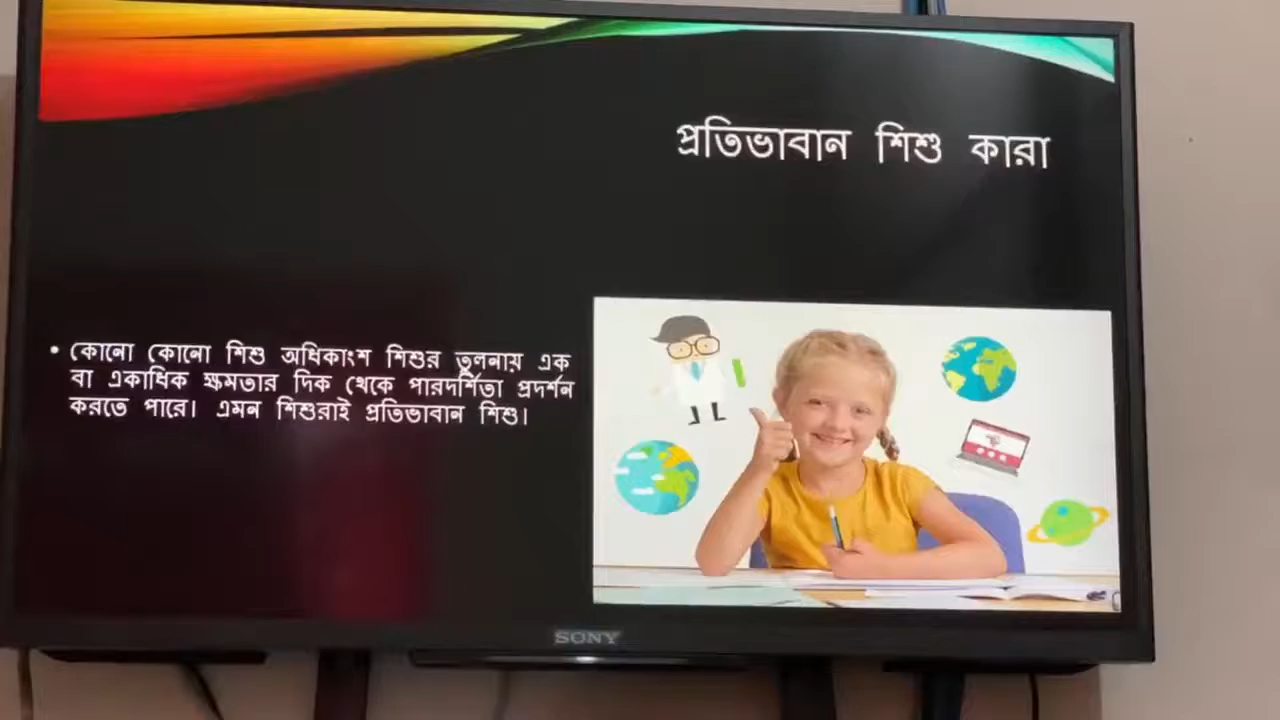 প্রতিভাবান শিশু কারা
• কোনো কোনো শিশু অধিকাংশ শিশুর তুলনায় এক
বা একাধিক ক্ষমতার দিক থেকে পারদর্শিতা প্রদর্শন
করতে পারে। এমন শিশুরাই প্রতিভাবান শিশু।
SONY